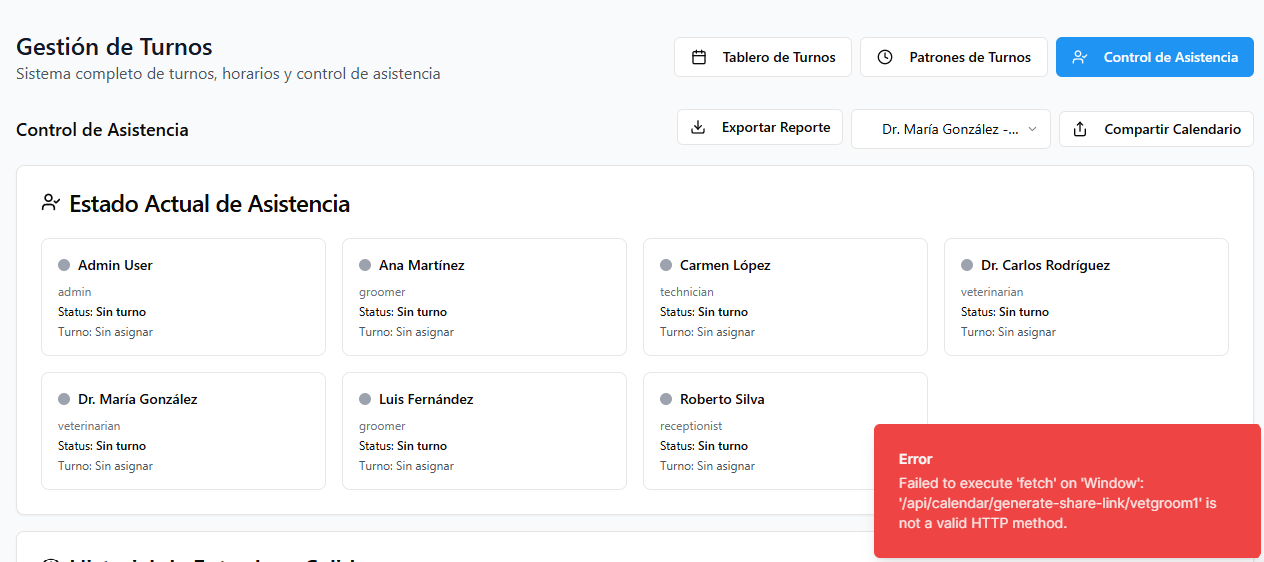 Gestión de Turnos
Sistema completo de turnos, horarios y control de asistencia
Tablero de Turnos
Patrones de Turnos
Control de Asistencia
Control de Asistencia
Exportar Reporte
Dr. María González -...
Compartir Calendario
Estado Actual de Asistencia
Admin User
admin
Status: Sin turno
Turno: Sin asignar
Ana Martínez
groomer
Status: Sin turno
Turno: Sin asignar
Carmen López
technician
Status: Sin turno
Turno: Sin asignar
Dr. Carlos Rodríguez
veterinarian
Status: Sin turno
Turno: Sin asignar
Dr. María González
veterinarian
Status: Sin turno
Turno: Sin asignar
Luis Fernández
groomer
Status: Sin turno
Turno: Sin asignar
Roberto Silva
receptionist
Status: Sin turno
Turno: Sin asignar
Error
Failed to execute 'fetch' on 'Window':
'/api/calendar/generate-share-link/vetgroom1' is
not a valid HTTP method.